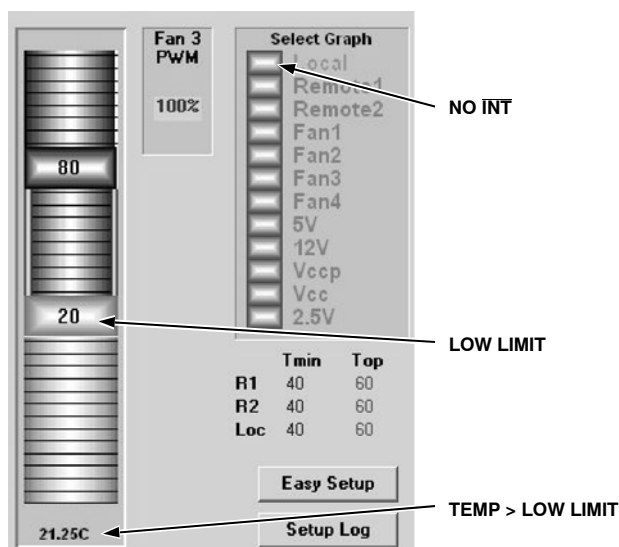 Fan 3
PWM
100%
Select Graph
Local
Remote1
Remote2
Fan1
Fan2
Fan3
Fan4
5V
12V
Vccp
Vcc
2.5V
NO I̅N̅T̅
80
20
LOW LIMIT
Tmin Top
R1 40 60
R2 40 60
Loc 40 60
Easy Setup
Setup Log
21.25C
TEMP > LOW LIMIT